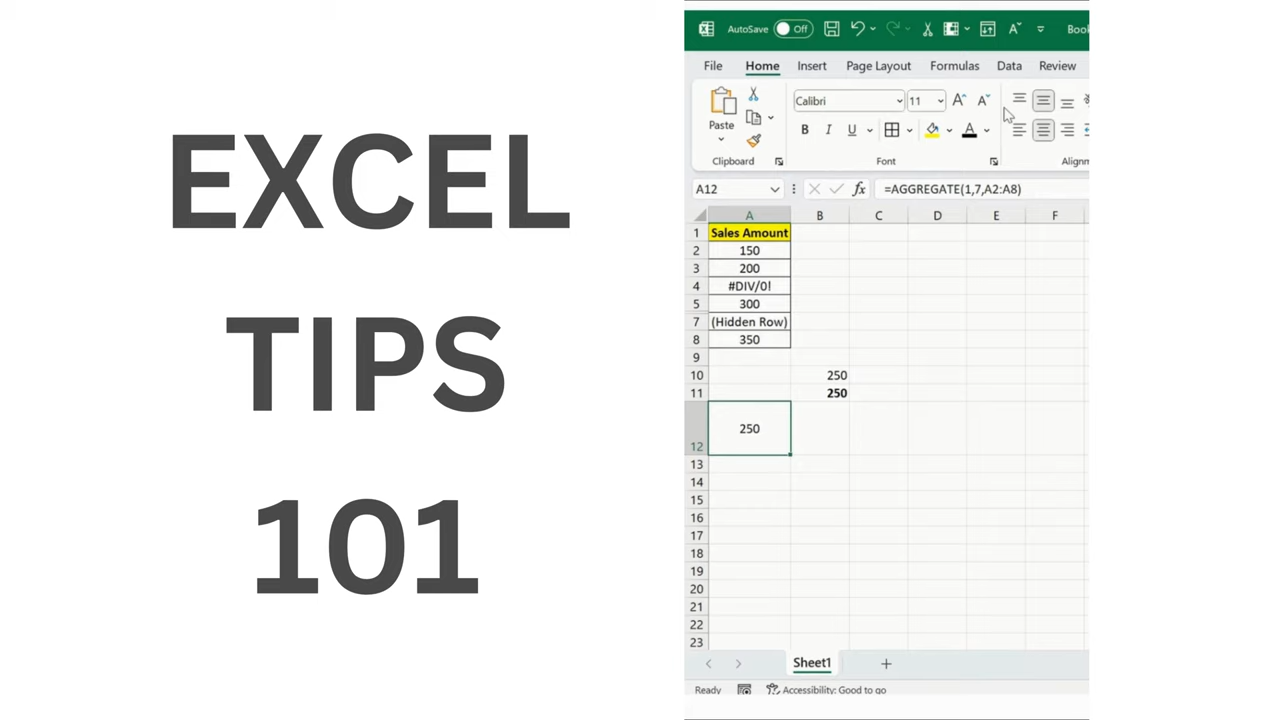 EXCEL
TIPS
101
AutoSave Off
File Home Insert Page Layout Formulas Data Review
Calibri 11
Paste
B I U
Clipboard Font
A12 fx =AGGREGATE(1,7,A2:A8)
A B C D E F
1 Sales Amount
2 150
3 200
4 #DIV/0!
5 300
7 (Hidden Row)
8 350
9
10 250
11 250
12 250
13
14
15
16
17
18
19
20
21
22
23
Sheet1
Ready Accessibility: Good to go